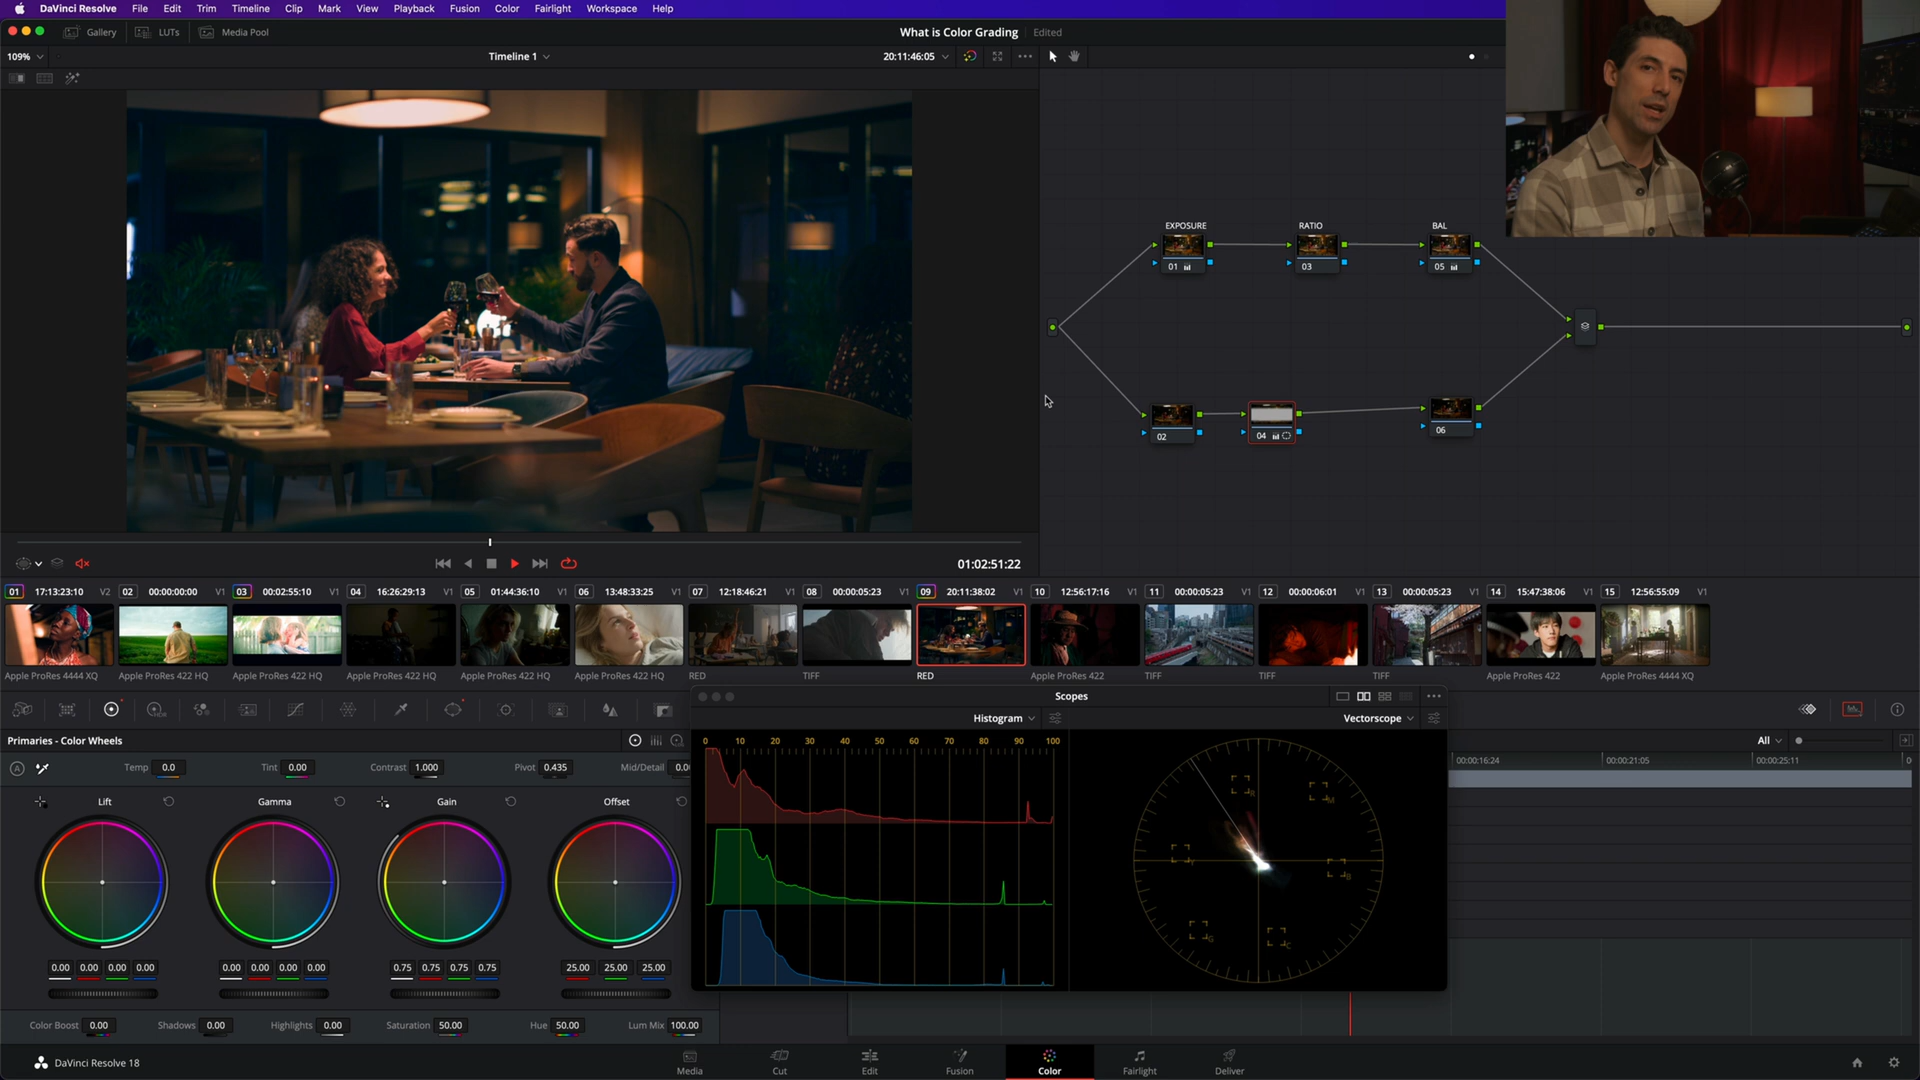 DaVinci Resolve File Edit Trim Timeline Clip Mark View Playback Fusion Color Fairlight Workspace Help
Gallery LUTs Media Pool What is Color Grading Edited
109% Timeline 1 20:11:46:05
EXPOSURE RATIO BAL
01 03 05
02 04 06
01:02:51:22
01 17:13:23:10 V2 02 00:00:00:00 V1 03 00:02:55:10 V1 04 16:26:29:13 V1 05 01:44:36:10 V1 06 13:48:33:25 V1 07 12:18:46:21 V1 08 00:00:05:23 V1 09 20:11:38:02 V1 10 12:56:17:16 V1 11 00:00:05:23 V1 12 00:00:06:01 V1 13 00:00:05:23 V1 14 15:47:38:06 V1 15 12:56:55:09 V1
Apple ProRes 4444 XQ Apple ProRes 422 HQ Apple ProRes 422 HQ Apple ProRes 422 HQ Apple ProRes 422 HQ Apple ProRes 422 HQ RED TIFF RED Apple ProRes 422 TIFF TIFF TIFF Apple ProRes 422 Apple ProRes 4444 XQ
Scopes
Histogram Vectorscope
Primaries - Color Wheels All
0 10 20 30 40 50 60 70 80 90 100
00:00:16:24 00:00:21:05 00:00:25:11
A Temp 0.0 Tint 0.00 Contrast 1.000 Pivot 0.435 Mid/Detail 0.0
Lift Gamma Gain Offset
R M
Y B
G C
0.00 0.00 0.00 0.00 0.00 0.00 0.00 0.00 0.75 0.75 0.75 0.75 25.00 25.00 25.00
Color Boost 0.00 Shadows 0.00 Highlights 0.00 Saturation 50.00 Hue 50.00 Lum Mix 100.00
DaVinci Resolve 18 Media Cut Edit Fusion Color Fairlight Deliver